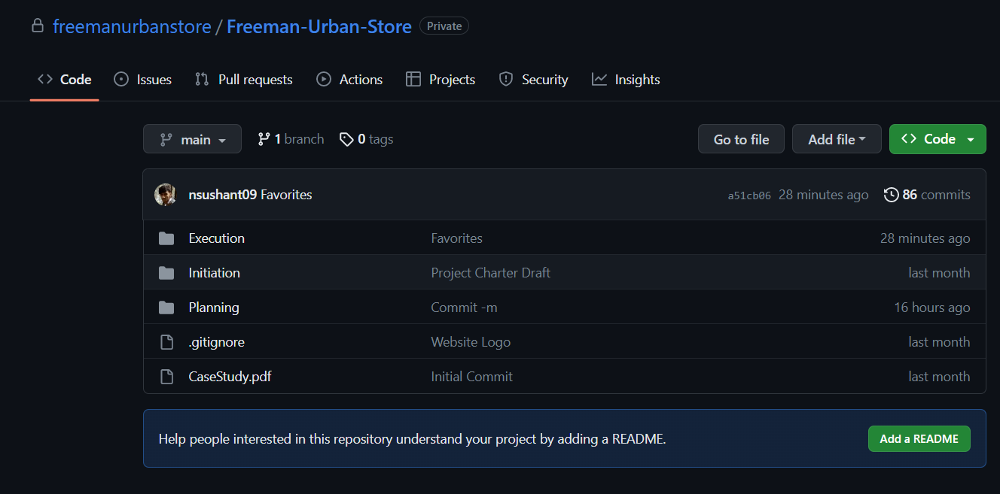 freemanurbanstore / Freeman-Urban-Store Private
Code Issues Pull requests Actions Projects Security Insights
main 1 branch 0 tags Go to file Add file Code
nsushant09 Favorites a51cb06 28 minutes ago 86 commits
Execution Favorites 28 minutes ago
Initiation Project Charter Draft last month
Planning Commit -m 16 hours ago
.gitignore Website Logo last month
CaseStudy.pdf Initial Commit last month
Help people interested in this repository understand your project by adding a README. Add a README